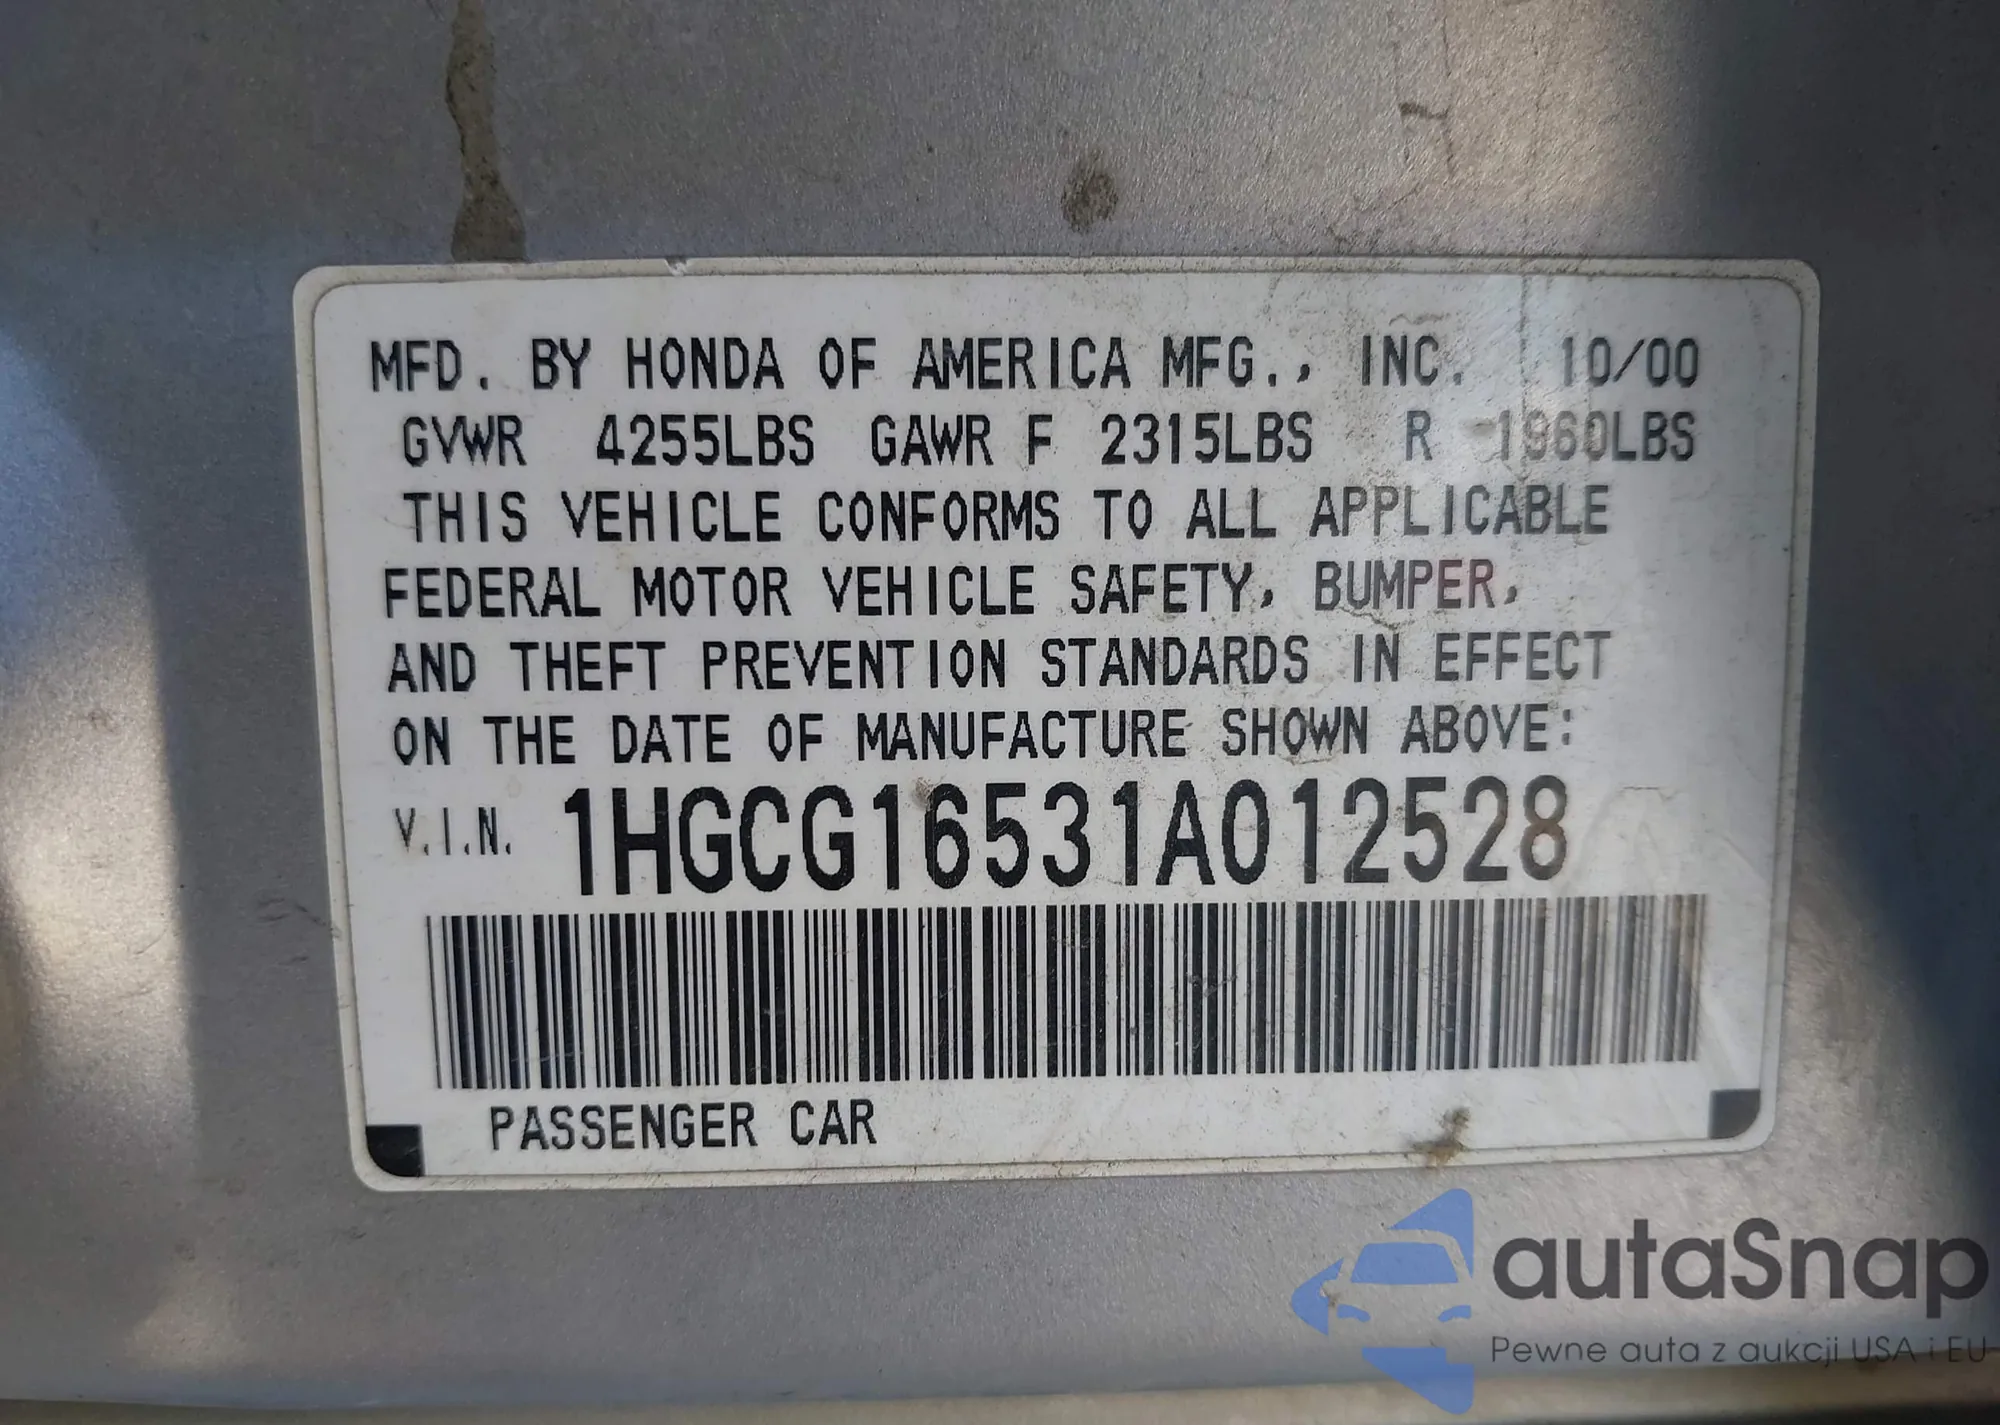 MFD. BY HONDA OF AMERICA MFG., INC. 10/00
GVWR 4255LBS GAWR F 2315LBS R 1960LBS
THIS VEHICLE CONFORMS TO ALL APPLICABLE
FEDERAL MOTOR VEHICLE SAFETY, BUMPER,
AND THEFT PREVENTION STANDARDS IN EFFECT
ON THE DATE OF MANUFACTURE SHOWN ABOVE:
V.I.N. 1HGCG16531A012528
PASSENGER CAR
autaSnap
Pewne auta z aukcji USA i EU